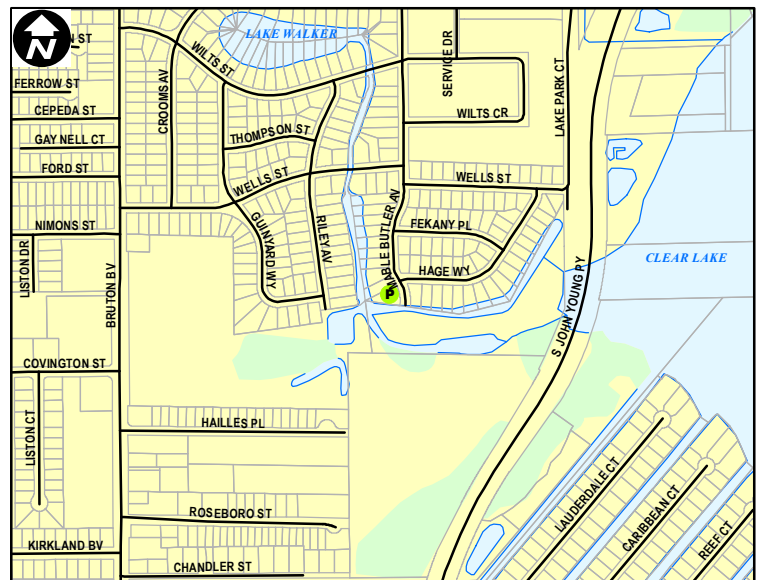 N
N ST
LAKE WALKER
WILTS ST
SERVICE DR
FERROW ST
CROOMS AV
CEPEDA ST
WILTS CR
LAKE PARK CT
THOMPSON ST
GAY NELL CT
FORD ST
WELLS ST
WELLS ST
GUINYARD WY
RILEY AV
MABLE BUTLER AV
NIMONS ST
FEKANY PL
LISTON DR
BRUTON BV
HAGE WY
CLEAR LAKE
P
S JOHN YOUNG PY
COVINGTON ST
LISTON CT
HAILLES PL
LAUDERDALE CT
CARIBBEAN CT
REEF CT
ROSEBORO ST
KIRKLAND BV
CHANDLER ST